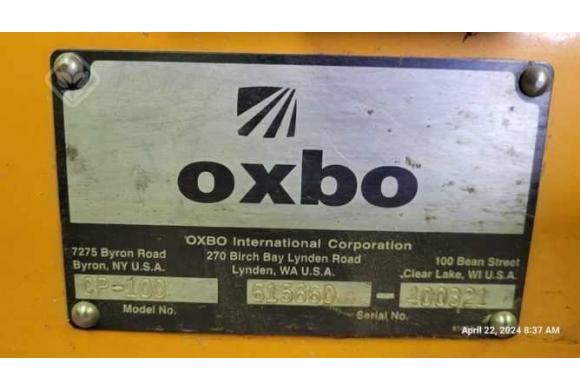 oxbo
OXBO International Corporation
7275 Byron Road
Byron, NY U.S.A.
270 Birch Bay Lynden Road
Lynden, WA U.S.A.
100 Bean Street
Clear Lake, WI U.S.A.
CP-100
Model No.
Serial No.
April 22, 2024 8:37 AM